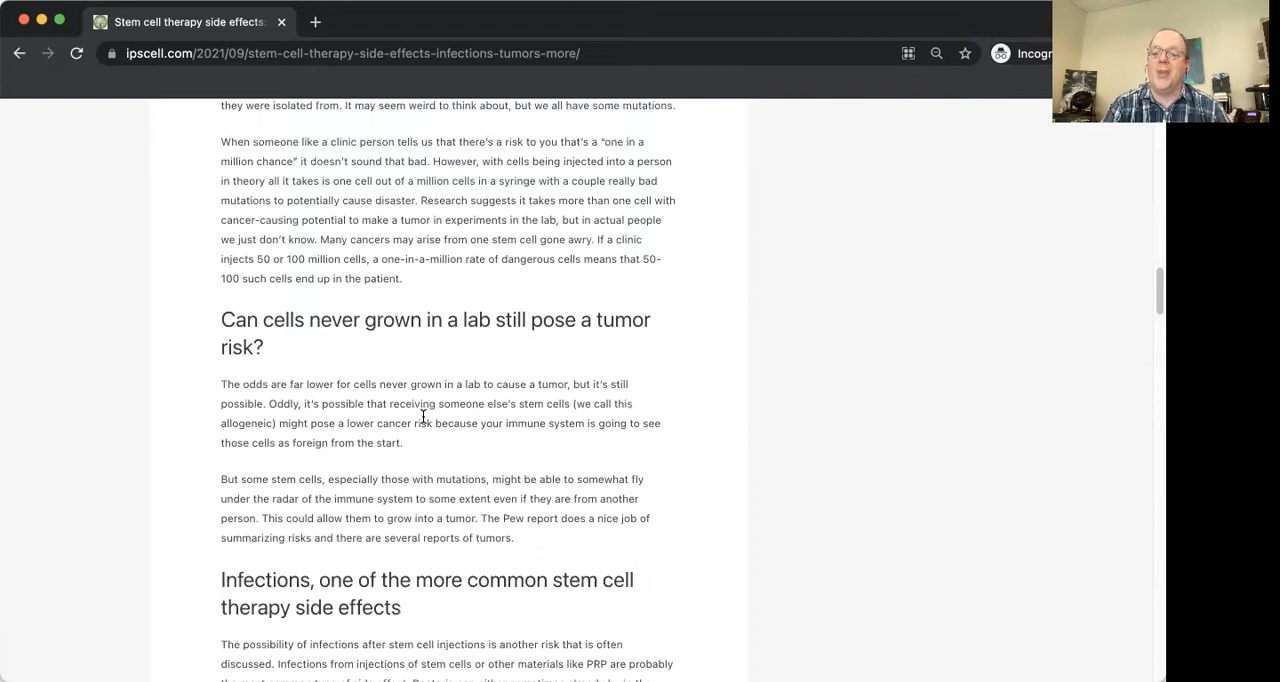 Stem cell therapy side effects:
ipscell.com/2021/09/stem-cell-therapy-side-effects-infections-tumors-more/
Incog
they were isolated from. It may seem weird to think about, but we all have some mutations.
When someone like a clinic person tells us that there's a risk to you that's a “one in a
million chance” it doesn't sound that bad. However, with cells being injected into a person
in theory all it takes is one cell out of a million cells in a syringe with a couple really bad
mutations to potentially cause disaster. Research suggests it takes more than one cell with
cancer-causing potential to make a tumor in experiments in the lab, but in actual people
we just don't know. Many cancers may arise from one stem cell gone awry. If a clinic
injects 50 or 100 million cells, a one-in-a-million rate of dangerous cells means that 50-
100 such cells end up in the patient.
Can cells never grown in a lab still pose a tumor
risk?
The odds are far lower for cells never grown in a lab to cause a tumor, but it's still
possible. Oddly, it's possible that receiving someone else's stem cells (we call this
allogeneic) might pose a lower cancer risk because your immune system is going to see
those cells as foreign from the start.
But some stem cells, especially those with mutations, might be able to somewhat fly
under the radar of the immune system to some extent even if they are from another
person. This could allow them to grow into a tumor. The Pew report does a nice job of
summarizing risks and there are several reports of tumors.
Infections, one of the more common stem cell
therapy side effects
The possibility of infections after stem cell injections is another risk that is often
discussed. Infections from injections of stem cells or other materials like PRP are probably